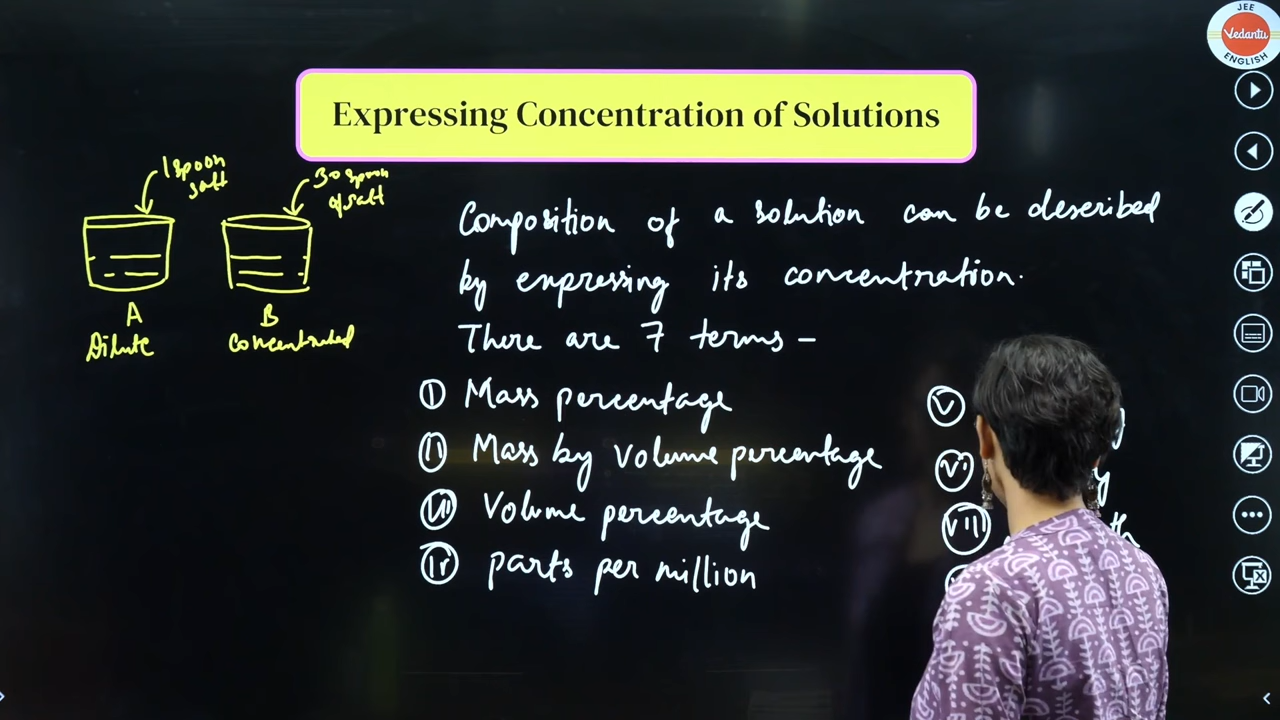 JEE
Vedantu
ENGLISH
Expressing Concentration of Solutions
1 spoon
salt
30 spoon
of salt
A
Dilute
B
Concentrated
Composition of a solution can be described
by expressing its concentration.
There are 7 terms -
I Mass percentage
II Mass by volume percentage
III Volume percentage
IV parts per million
V
VI
VII